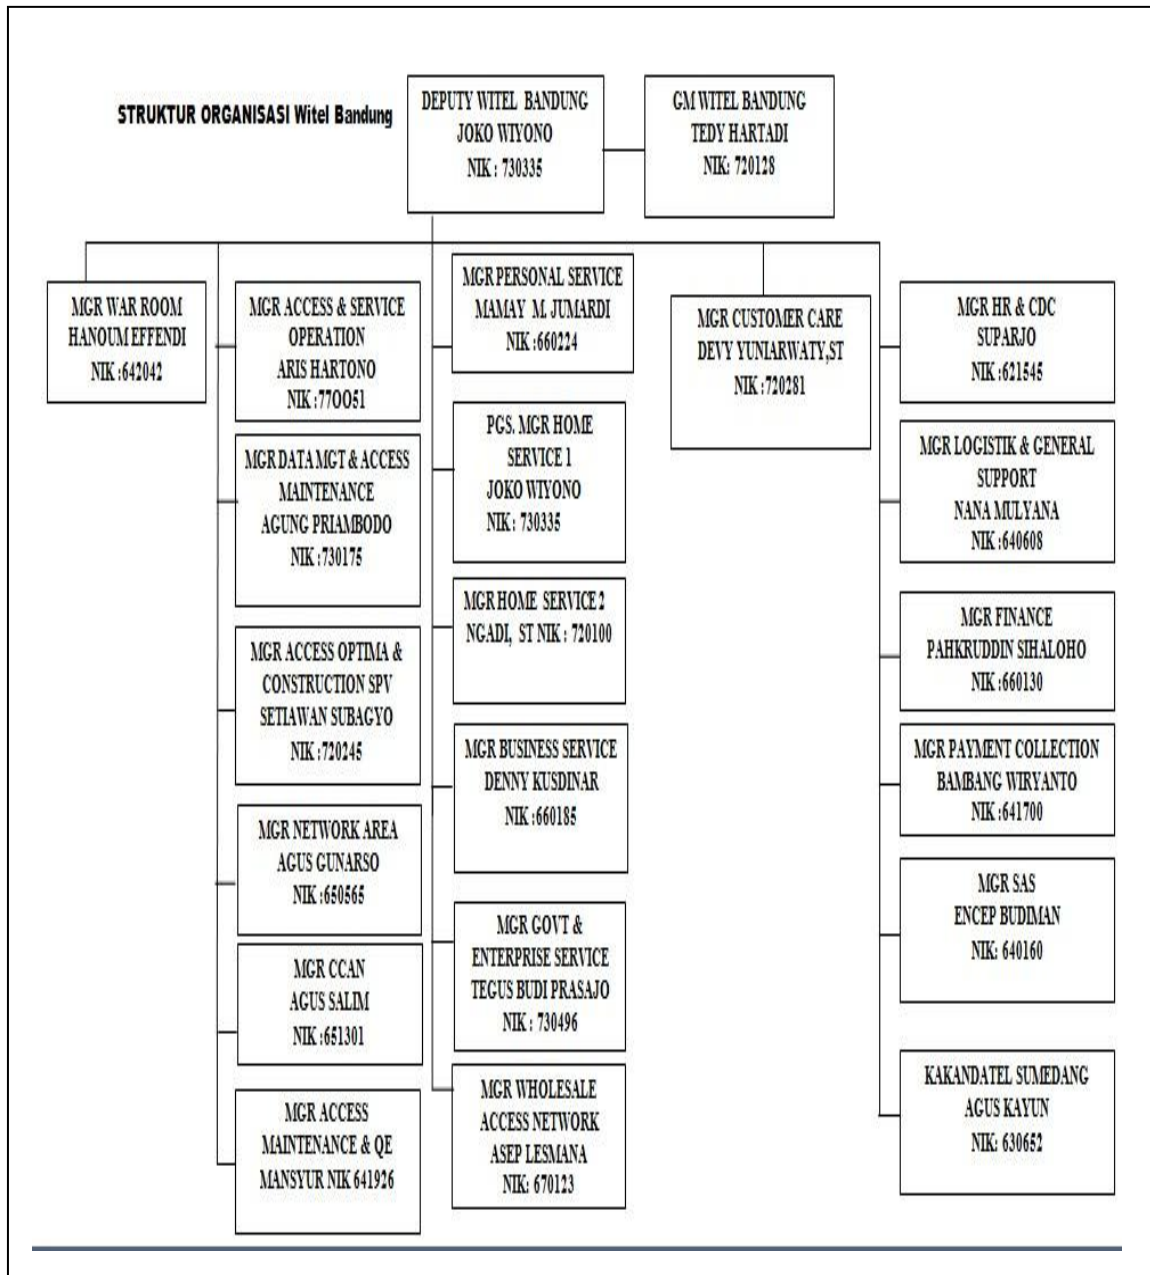 STRUKTUR ORGANISASI Witel Bandung
DEPUTY WITEL BANDUNG
JOKO WIYONO
NIK : 730335
GM WITEL BANDUNG
TEDY HARTADI
NIK: 720128
MGR WAR ROOM
HANOUM EFFENDI
NIK :642042
MGR ACCESS & SERVICE
OPERATION
ARIS HARTONO
NIK :77OO51
MGR DATA MGT & ACCESS
MAINTENANCE
AGUNG PRIAMBODO
NIK :730175
MGR ACCESS OPTIMA &
CONSTRUCTION SPV
SETIAWAN SUBAGYO
NIK :720245
MGR NETWORK AREA
AGUS GUNARSO
NIK :650565
MGR CCAN
AGUS SALIM
NIK :651301
MGR ACCESS
MAINTENANCE & QE
MANSYUR NIK 641926
MGR PERSONAL SERVICE
MAMAY M. JUMARDI
NIK :660224
PGS. MGR HOME
SERVICE 1
JOKO WIYONO
NIK : 730335
MGR HOME SERVICE 2
NGADI, ST NIK : 720100
MGR BUSINESS SERVICE
DENNY KUSDINAR
NIK :660185
MGR GOVT &
ENTERPRISE SERVICE
TEGUS BUDI PRASAJO
NIK : 730496
MGR WHOLESALE
ACCESS NETWORK
ASEP LESMANA
NIK: 670123
MGR CUSTOMER CARE
DEVY YUNIARWATY,ST
NIK :720281
MGR HR & CDC
SUPARJO
NIK :621545
MGR LOGISTIK & GENERAL
SUPPORT
NANA MULYANA
NIK :640608
MGR FINANCE
PAHKRUDDIN SIHALOHO
NIK :660130
MGR PAYMENT COLLECTION
BAMBANG WIRYANTO
NIK :641700
MGR SAS
ENCEP BUDIMAN
NIK: 640160
KAKANDATEL SUMEDANG
AGUS KAYUN
NIK: 630652